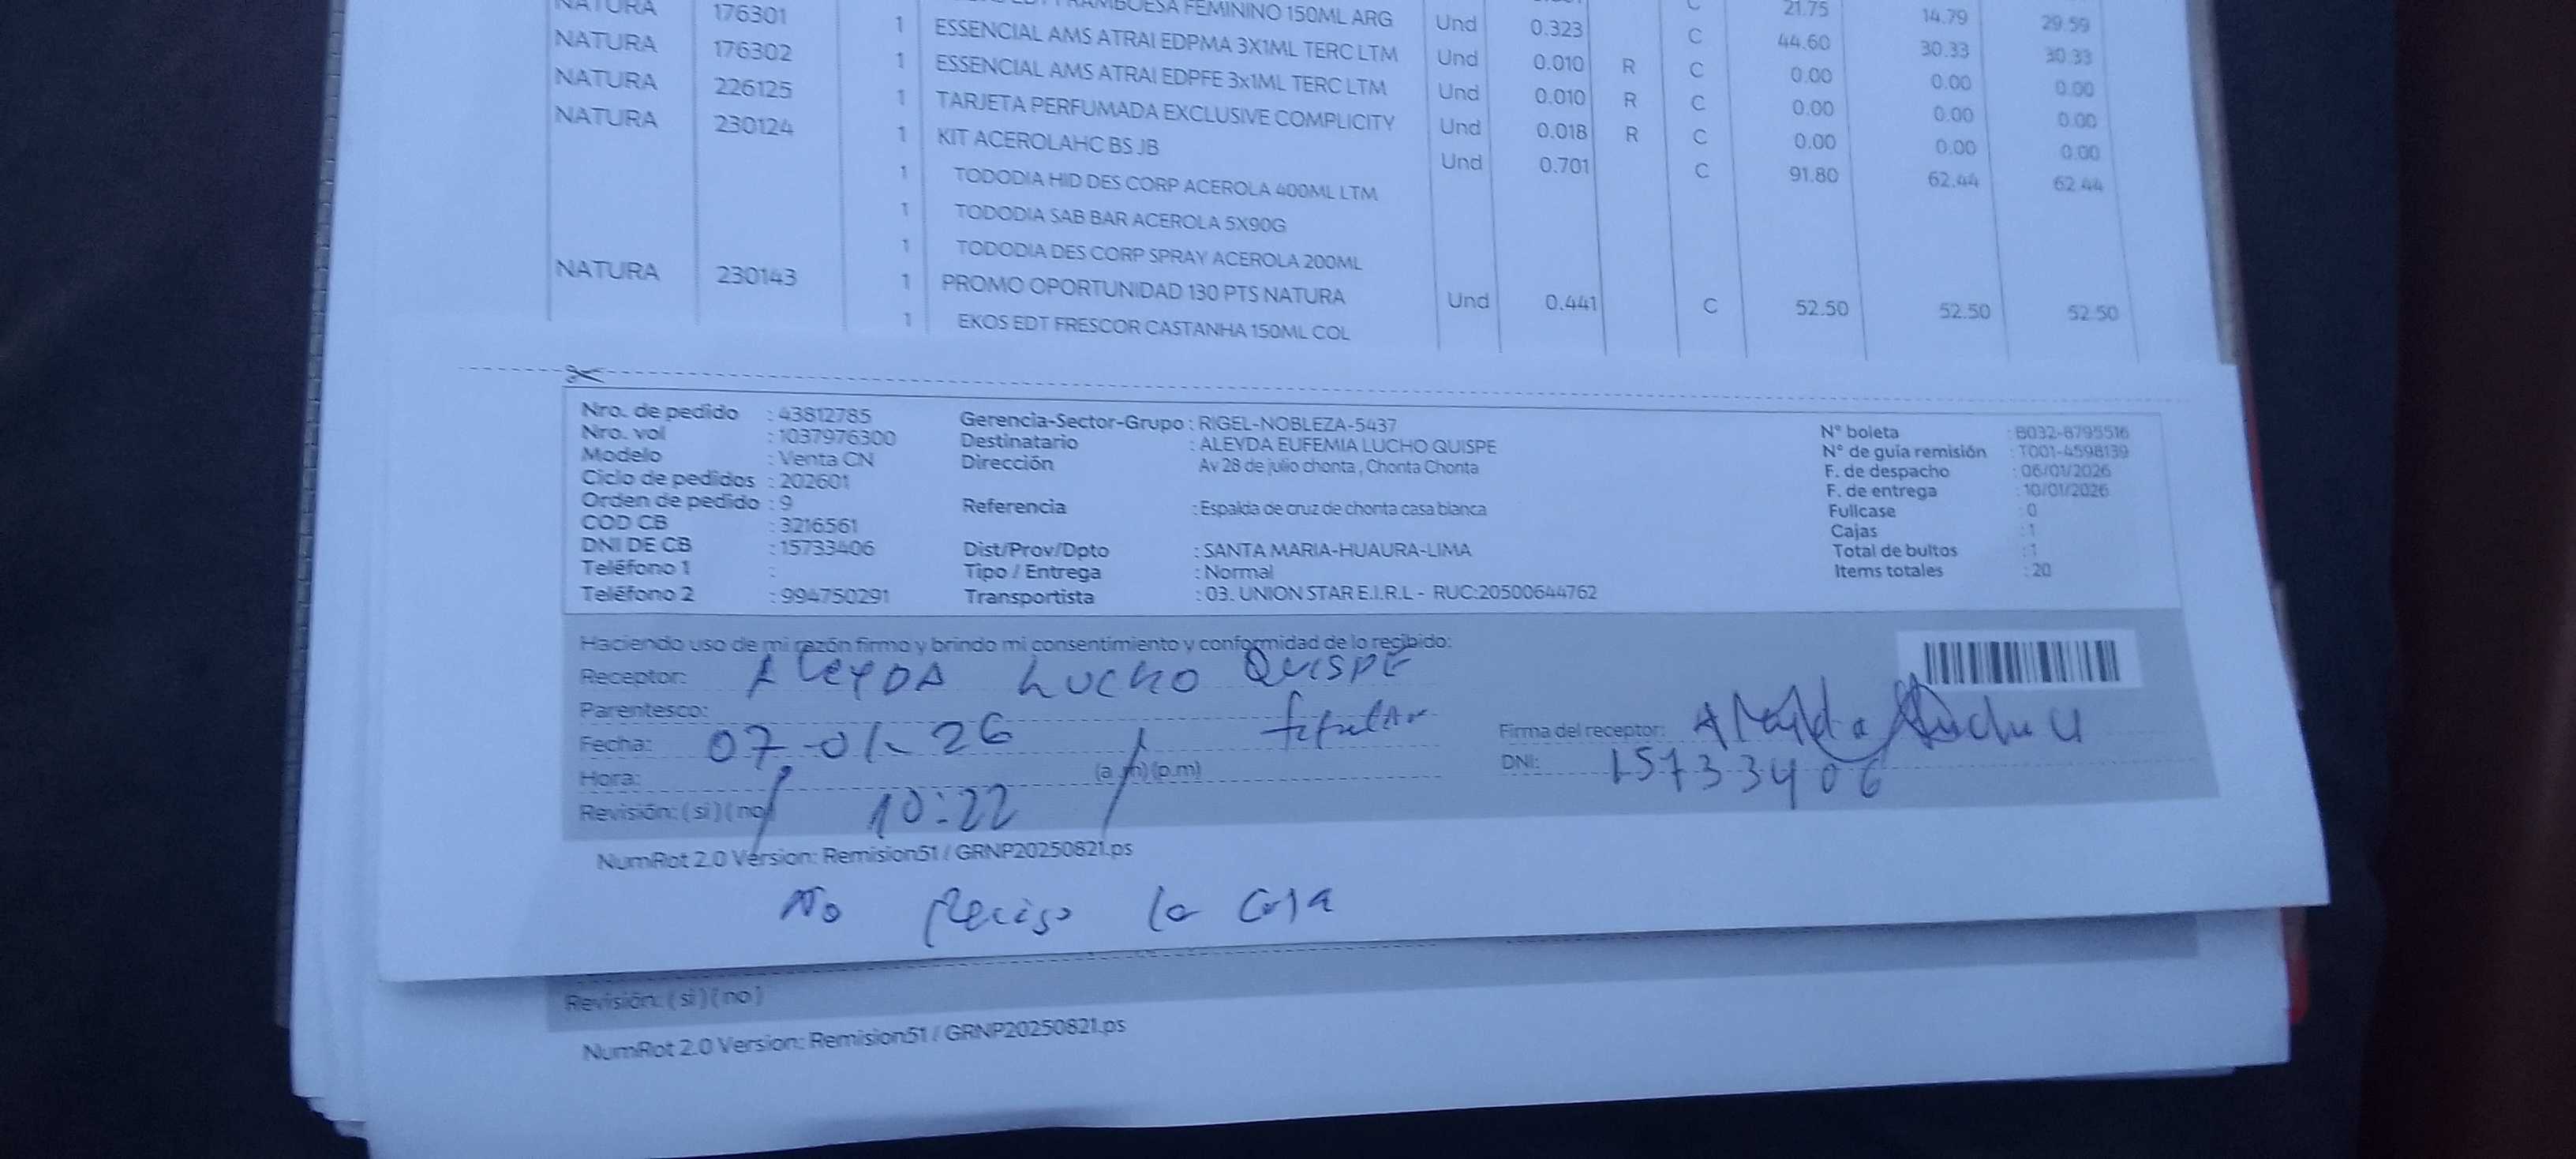 FRAMBUESA FEMININO 150ML ARG Und 0.323 C 21.75 14.79 29.59
NATURA 176301 1 ESSENCIAL AMS ATRAI EDPMA 3X1ML TERC LTM Und 0.010 R C 44.60 30.33 30.33
NATURA 176302 1 ESSENCIAL AMS ATRAI EDPFE 3x1ML TERC LTM Und 0.010 R C 0.00 0.00 0.00
NATURA 226125 1 TARJETA PERFUMADA EXCLUSIVE COMPLICITY Und 0.018 R C 0.00 0.00 0.00
NATURA 230124 1 KIT ACEROLAHC BS JB Und 0.701 C 0.00 0.00 0.00
1 TODODIA HID DES CORP ACEROLA 400ML LTM 91.80 62.44 62.44
1 TODODIA SAB BAR ACEROLA 5X90G
1 TODODIA DES CORP SPRAY ACEROLA 200ML
NATURA 230143 1 PROMO OPORTUNIDAD 130 PTS NATURA Und 0.441 C 52.50 52.50 52.50
1 EKOS EDT FRESCOR CASTANHA 150ML COL
Nro. de pedido : 43812785 Gerencia-Sector-Grupo : RIGEL-NOBLEZA-5437 N° boleta : B032-8795516
Nro. vol : 1037976300 Destinatario : ALEYDA EUFEMIA LUCHO QUISPE N° de guía remisión : T001-4598139
Modelo : Venta CN Dirección Av 28 de julio chonta , Chonta Chonta F. de despacho : 06/01/2026
Ciclo de pedidos : 202601 F. de entrega : 10/01/2026
Orden de pedido : 9 Referencia : Espalda de cruz de chonta casa blanca Fullcase : 0
COD CB : 3216561 Cajas : 1
DNI DE CB : 15733406 Dist/Prov/Dpto : SANTA MARIA-HUAURA-LIMA Total de bultos : 1
Teléfono 1 : Tipo / Entrega : Normal Items totales : 20
Teléfono 2 : 994750291 Transportista : 03. UNION STAR E.I.R.L - RUC:20500644762
Haciendo uso de mi razón firmo y brindo mi consentimiento y conformidad de lo recibido:
Receptor: ALEYDA LUCHO QUISPE
Parentesco: titular
Fecha: 07-01-26 Firma del receptor:
Hora: (a.m) (p.m) DNI: 15733406
Revisión: ( si ) ( no ) 10:22
NumRot 2.0 Version: Remision51 / GRNP20250821.ps
No preciso la casa
Revisión: ( si ) ( no )
NumRot 2.0 Version: Remision51 / GRNP20250821.ps